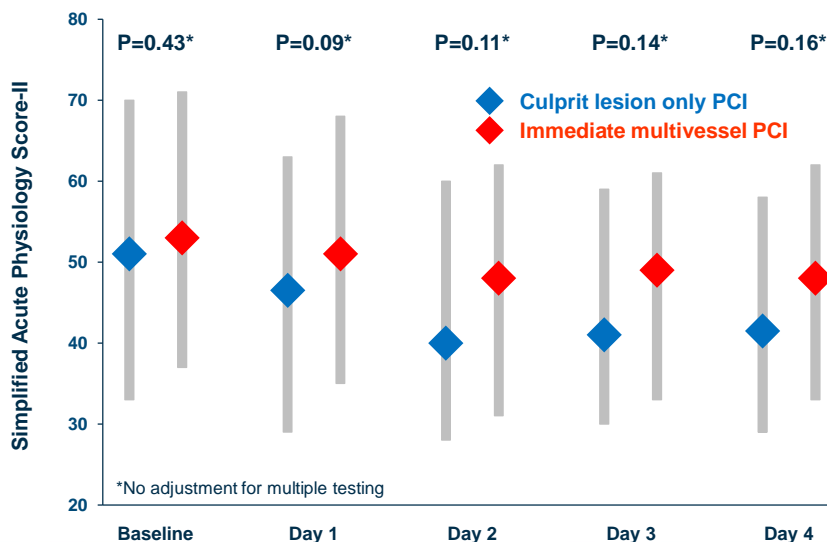 80
P=0.43* P=0.09* P=0.11* P=0.14* P=0.16*
70
Culprit lesion only PCI
Immediate multivessel PCI
60
50
40
30
20
Simplified Acute Physiology Score-II
*No adjustment for multiple testing
Baseline Day 1 Day 2 Day 3 Day 4